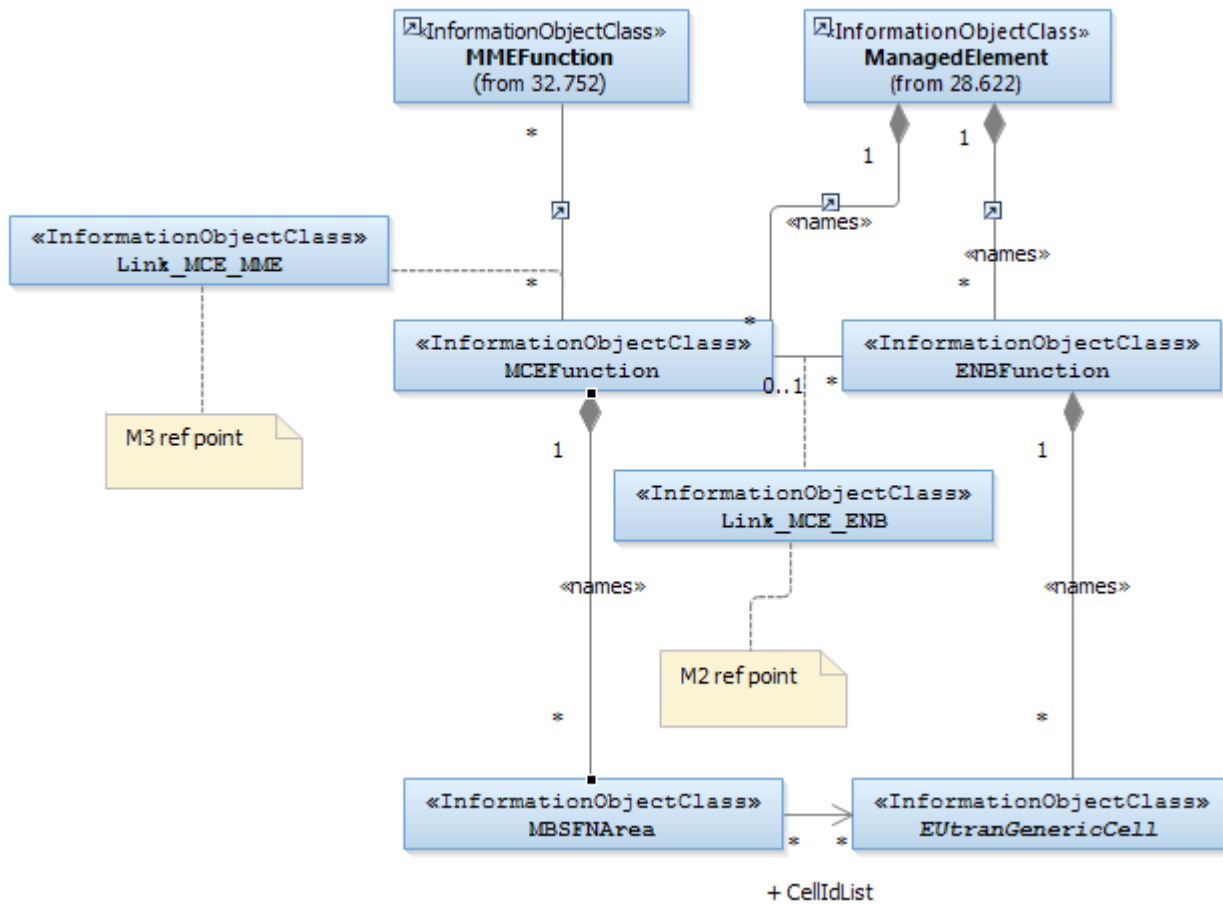 «InformationObjectClass»
MMEFunction
(from 32.752)
«InformationObjectClass»
ManagedElement
(from 28.622)
*
1
1
«InformationObjectClass»
Link_MCE_MME
«names»
«names»
*
*
*
«InformationObjectClass»
MCEFunction
«InformationObjectClass»
ENBFunction
0..1
*
M3 ref point
1
1
«InformationObjectClass»
Link_MCE_ENB
«names»
«names»
M2 ref point
*
*
«InformationObjectClass»
MBSFNArea
«InformationObjectClass»
EUtranGenericCell
*
*
+ CellIdList